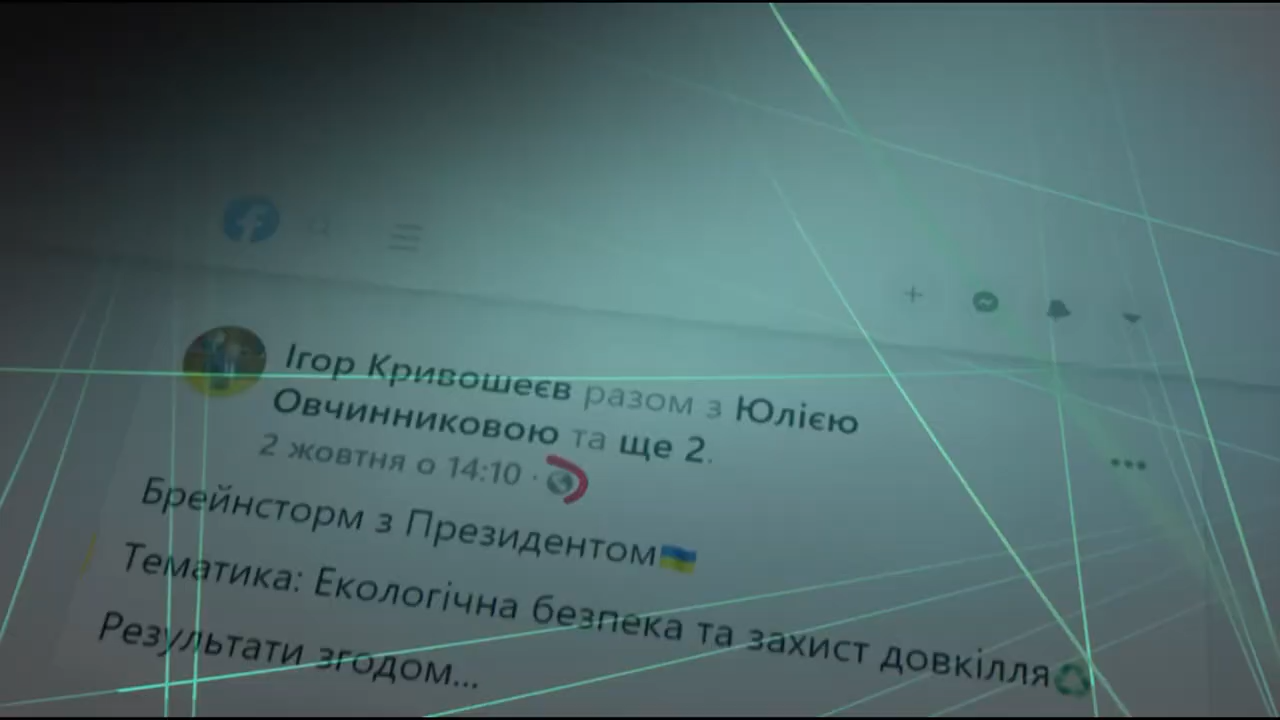 Ігор Кривошеєв разом з Юлією
Овчинниковою та ще 2.
2 жовтня о 14:10 ·
Брейнсторм з Президентом🇺🇦
Тематика: Екологічна безпека та захист довкілля♻
Результати згодом...